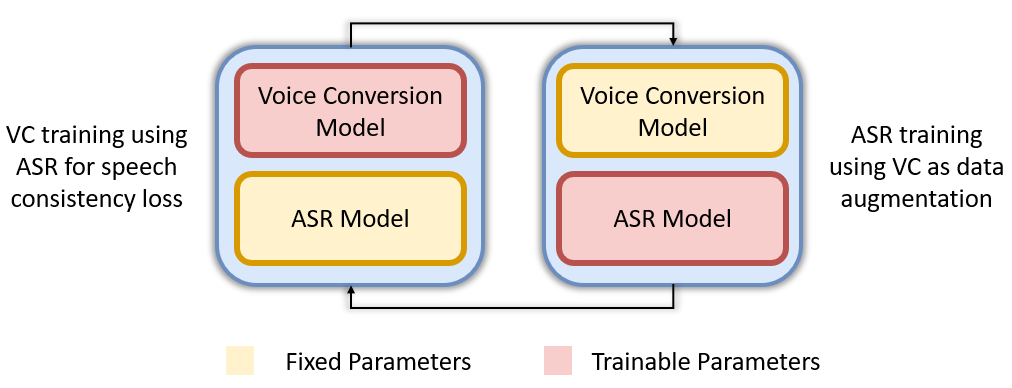 VC training using
ASR for speech
consistency loss
Voice Conversion
Model
ASR Model
Voice Conversion
Model
ASR Model
ASR training
using VC as data
augmentation
Fixed Parameters
Trainable Parameters